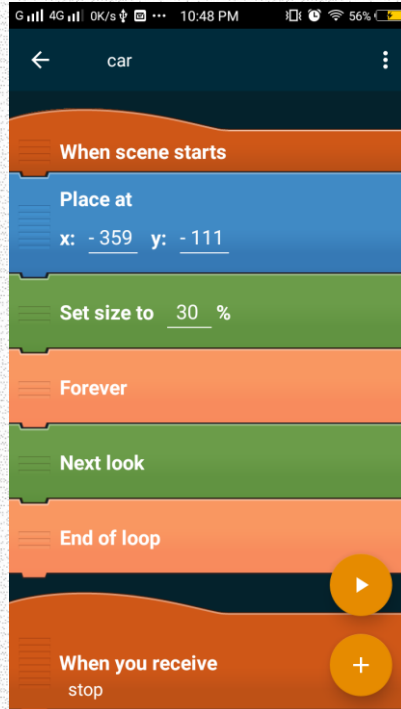 G 4G 0K/s ... 10:48 PM 56%
car
When scene starts
Place at
x: -359 y: -111
Set size to 30 %
Forever
Next look
End of loop
When you receive
stop